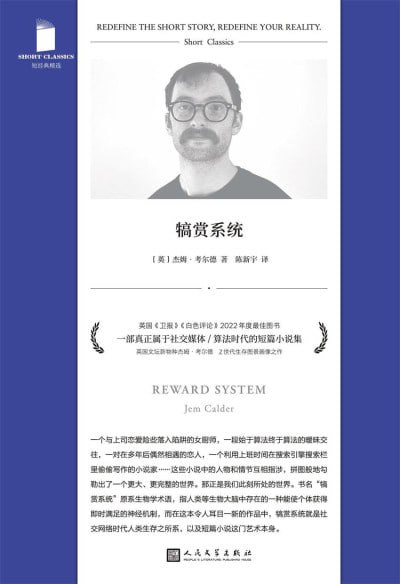 REDEFINE THE SHORT STORY, REDEFINE YOUR REALITY.
Short Classics
SHORT CLASSICS
短经典精选
犒赏系统
［英］杰姆·考尔德 著 陈新宇 译
英国《卫报》《白色评论》2022年度最佳图书
一部真正属于社交媒体/算法时代的短篇小说集
英国文坛新物种杰姆·考尔德 Z世代生存图景画像之作
REWARD SYSTEM
Jem Calder
一个与上司恋爱险些落入陷阱的女厨师，一段始于算法终于算法的暧昧交
往，一对在多年后偶然相遇的恋人，一个利用上班时间在搜索引擎搜索栏
里偷偷写作的小说家……这些小说中的人物和情节互相指涉，拼图般地勾
勒出了一个更大、更完整的世界。那正是我们此刻所处的世界。书名“犒
赏系统”原系生物学术语，指人类等生物大脑中存在的一种能使个体获得
即时满足的神经机制，而在这本令人耳目一新的作品中，犒赏系统就是社
交网络时代人类生存之所系，以及短篇小说这门艺术本身。
人民文学出版社